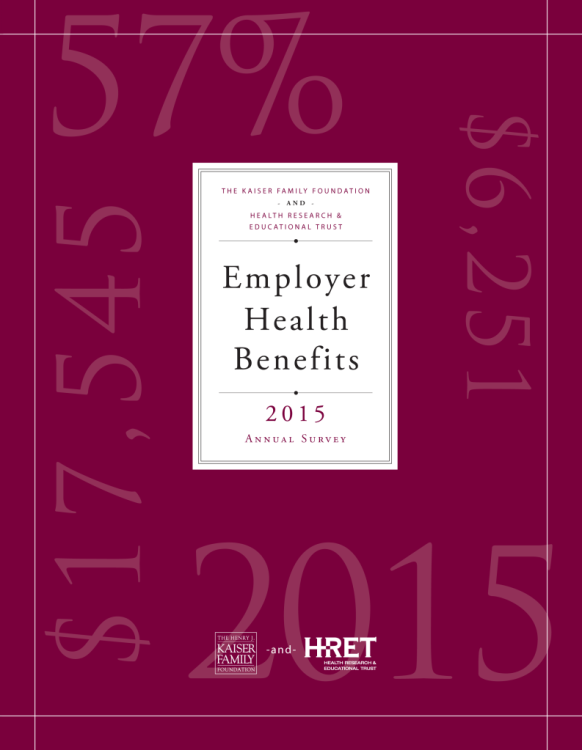 57%
$6,251
$17,545
THE KAISER FAMILY FOUNDATION
- AND -
HEALTH RESEARCH &
EDUCATIONAL TRUST
Employer
Health
Benefits
2015
ANNUAL SURVEY
2015
THE HENRY J.
KAISER
FAMILY
FOUNDATION
-and-
HRET
HEALTH RESEARCH &
EDUCATIONAL TRUST